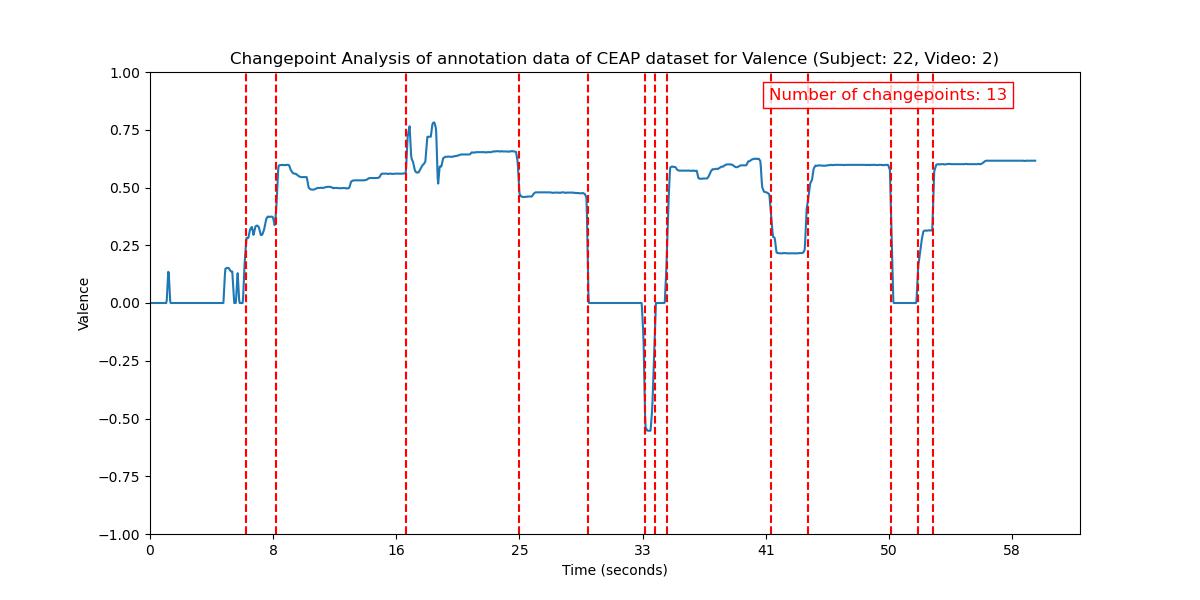 Changepoint Analysis of annotation data of CEAP dataset for Valence (Subject: 22, Video: 2)
Number of changepoints: 13
1.00
0.75
0.50
0.25
0.00
−0.25
−0.50
−0.75
−1.00
Valence
0 8 16 25 33 41 50 58
Time (seconds)